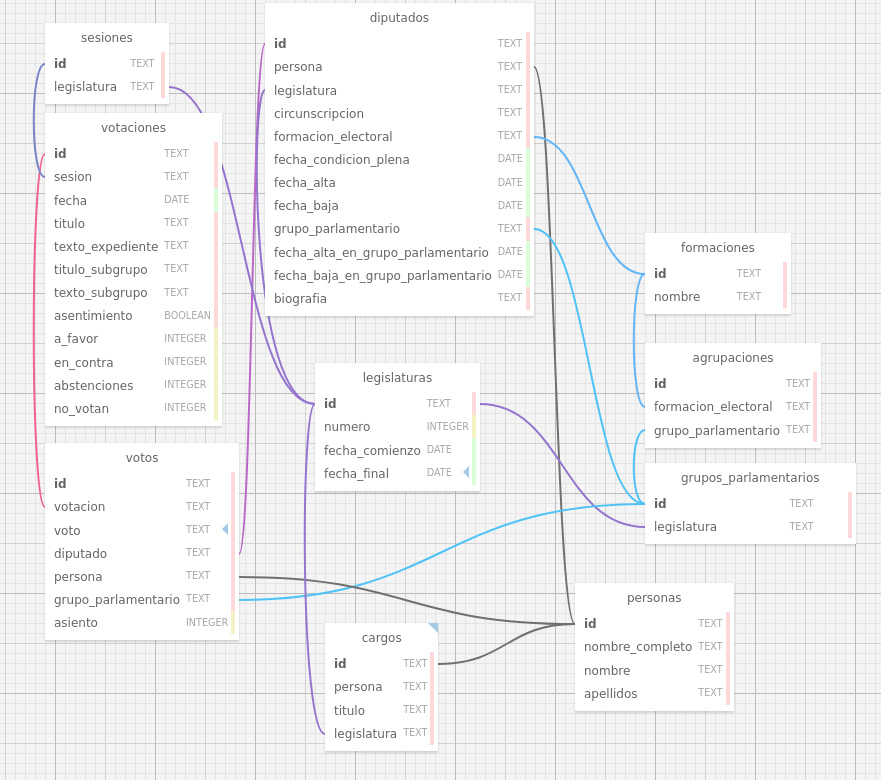 sesiones
id TEXT
legislatura TEXT
votaciones
id TEXT
sesion TEXT
fecha DATE
titulo TEXT
texto_expediente TEXT
titulo_subgrupo TEXT
texto_subgrupo TEXT
asentimiento BOOLEAN
a_favor INTEGER
en_contra INTEGER
abstenciones INTEGER
no_votan INTEGER
votos
id TEXT
votacion TEXT
voto TEXT
diputado TEXT
persona TEXT
grupo_parlamentario TEXT
asiento INTEGER
diputados
id TEXT
persona TEXT
legislatura TEXT
circunscripcion TEXT
formacion_electoral TEXT
fecha_condicion_plena DATE
fecha_alta DATE
fecha_baja DATE
grupo_parlamentario TEXT
fecha_alta_en_grupo_parlamentario DATE
fecha_baja_en_grupo_parlamentario DATE
biografia TEXT
legislaturas
id TEXT
numero INTEGER
fecha_comienzo DATE
fecha_final DATE
cargos
id TEXT
persona TEXT
titulo TEXT
legislatura TEXT
formaciones
id TEXT
nombre TEXT
agrupaciones
id TEXT
formacion_electoral TEXT
grupo_parlamentario TEXT
grupos_parlamentarios
id TEXT
legislatura TEXT
personas
id TEXT
nombre_completo TEXT
nombre TEXT
apellidos TEXT